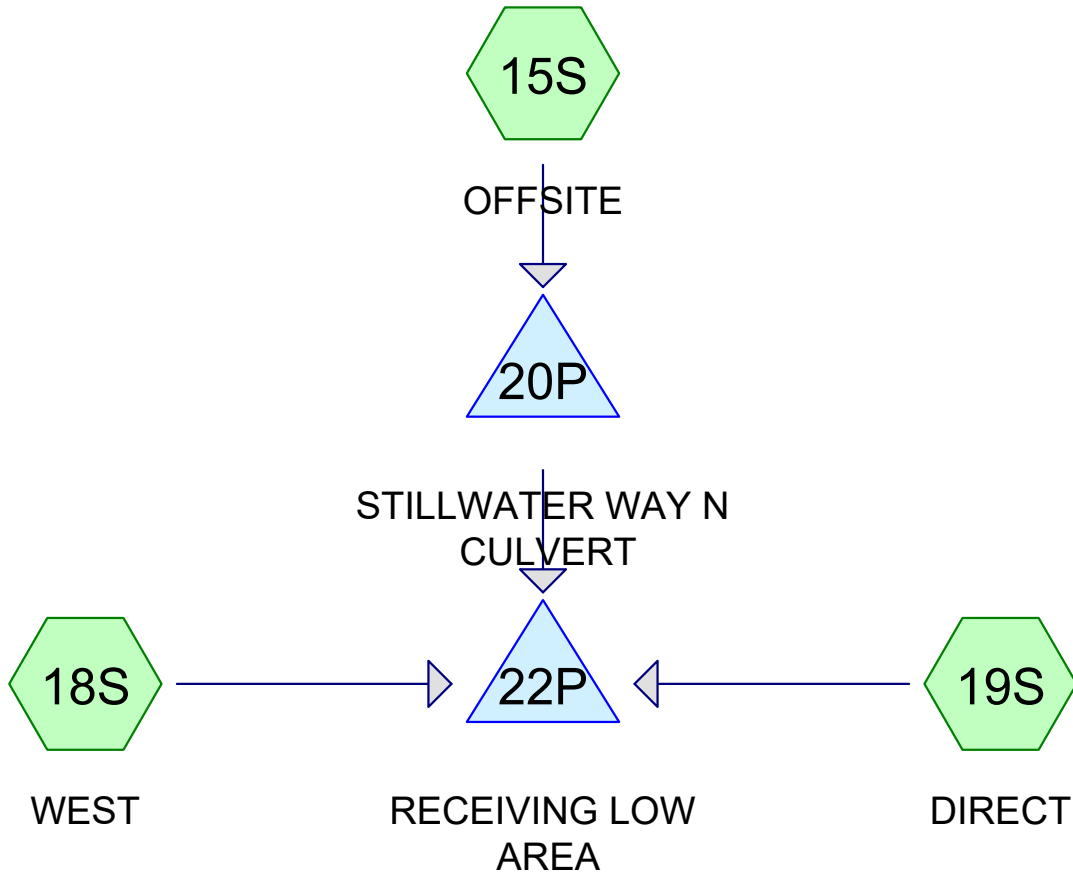 15S
OFFSITE
20P
STILLWATER WAY N
CULVERT
18S
22P
19S
WEST
RECEIVING LOW
AREA
DIRECT